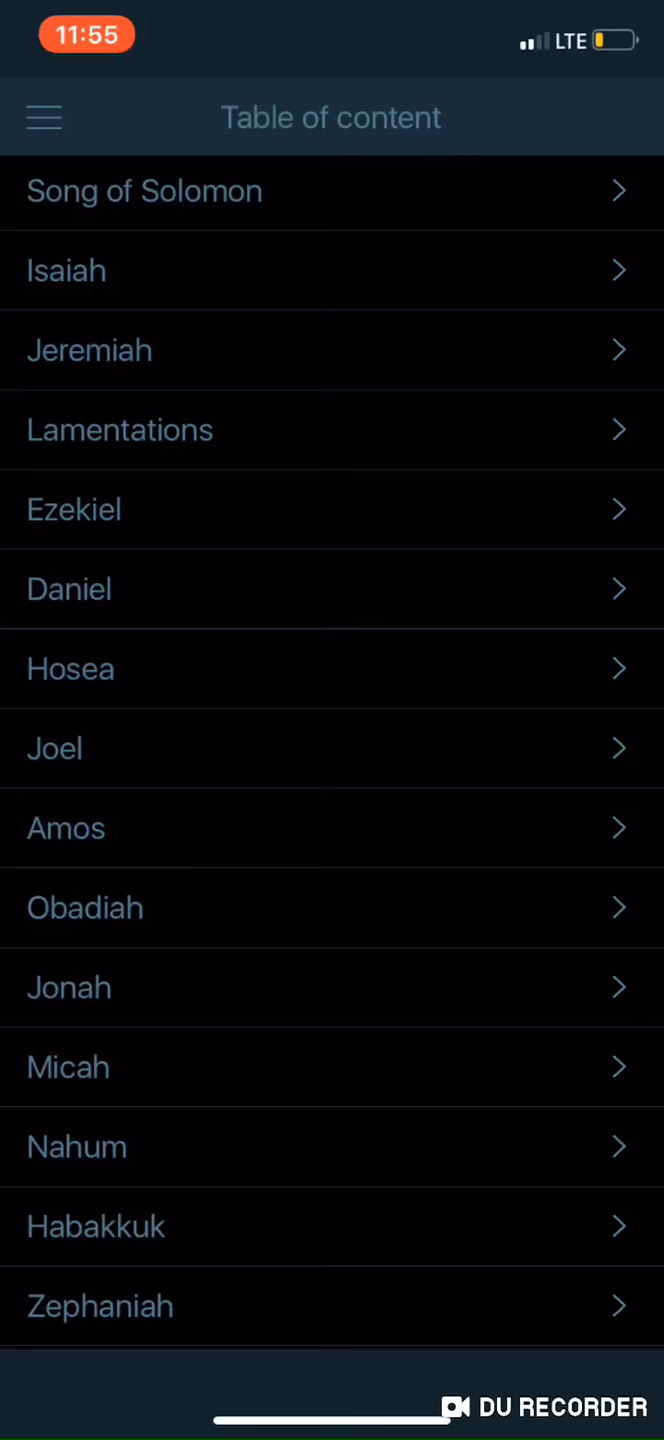 11:55
LTE
Table of content
Song of Solomon
Isaiah
Jeremiah
Lamentations
Ezekiel
Daniel
Hosea
Joel
Amos
Obadiah
Jonah
Micah
Nahum
Habakkuk
Zephaniah
DU RECORDER